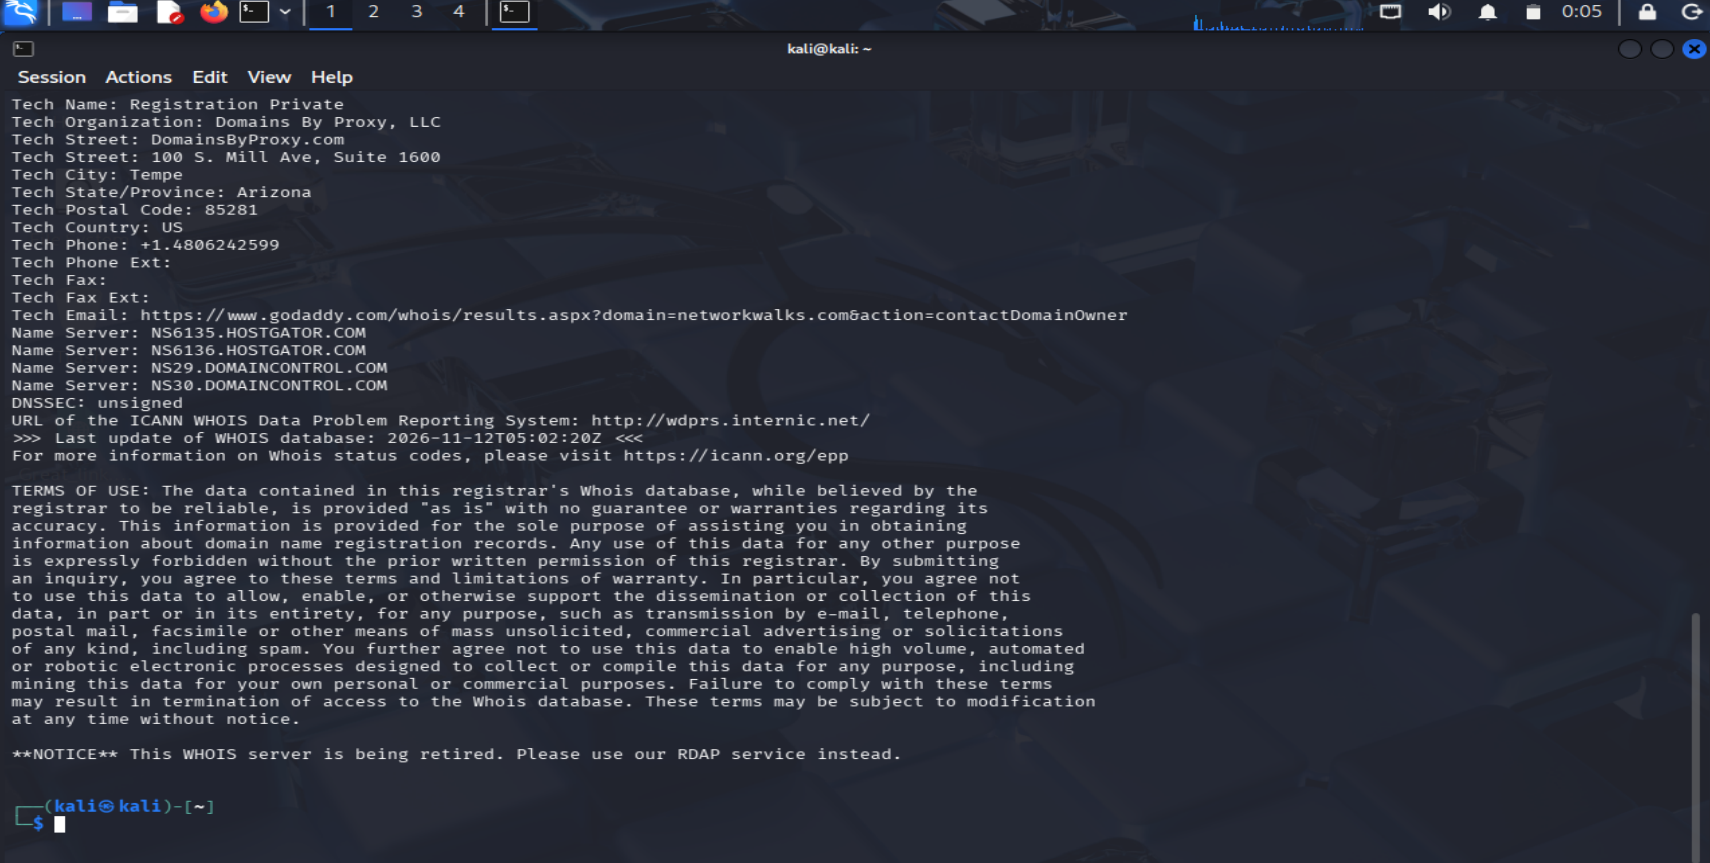 1 2 3 4 0:05
kali@kali: ~
Session Actions Edit View Help
Tech Name: Registration Private
Tech Organization: Domains By Proxy, LLC
Tech Street: DomainsByProxy.com
Tech Street: 100 S. Mill Ave, Suite 1600
Tech City: Tempe
Tech State/Province: Arizona
Tech Postal Code: 85281
Tech Country: US
Tech Phone: +1.4806242599
Tech Phone Ext:
Tech Fax:
Tech Fax Ext:
Tech Email: https://www.godaddy.com/whois/results.aspx?domain=networkwalks.com&action=contactDomainOwner
Name Server: NS6135.HOSTGATOR.COM
Name Server: NS6136.HOSTGATOR.COM
Name Server: NS29.DOMAINCONTROL.COM
Name Server: NS30.DOMAINCONTROL.COM
DNSSEC: unsigned
URL of the ICANN WHOIS Data Problem Reporting System: http://wdprs.internic.net/
>>> Last update of WHOIS database: 2026-11-12T05:02:20Z <<<
For more information on Whois status codes, please visit https://icann.org/epp
TERMS OF USE: The data contained in this registrar's Whois database, while believed by the
registrar to be reliable, is provided "as is" with no guarantee or warranties regarding its
accuracy. This information is provided for the sole purpose of assisting you in obtaining
information about domain name registration records. Any use of this data for any other purpose
is expressly forbidden without the prior written permission of this registrar. By submitting
an inquiry, you agree to these terms and limitations of warranty. In particular, you agree not
to use this data to allow, enable, or otherwise support the dissemination or collection of this
data, in part or in its entirety, for any purpose, such as transmission by e-mail, telephone,
postal mail, facsimile or other means of mass unsolicited, commercial advertising or solicitations
of any kind, including spam. You further agree not to use this data to enable high volume, automated
or robotic electronic processes designed to collect or compile this data for any purpose, including
mining this data for your own personal or commercial purposes. Failure to comply with these terms
may result in termination of access to the Whois database. These terms may be subject to modification
at any time without notice.
**NOTICE** This WHOIS server is being retired. Please use our RDAP service instead.
┌──(kali㉿kali)-[~]
└─$